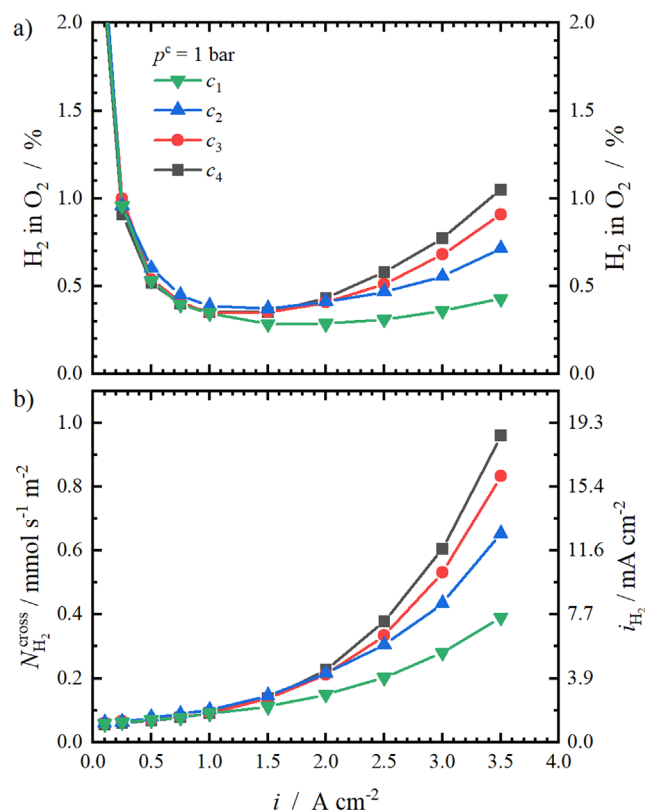 a)
H₂ in O₂ / %
2.0
1.5
1.0
0.5
0.0
pᶜ = 1 bar
c₁
c₂
c₃
c₄
2.0
1.5
1.0
0.5
0.0
H₂ in O₂ / %
b)
N_H₂^cross / mmol s⁻¹ m⁻²
1.0
0.8
0.6
0.4
0.2
0.0
19.3
15.4
11.6
7.7
3.9
0.0
i_H₂ / mA cm⁻²
0.0 0.5 1.0 1.5 2.0 2.5 3.0 3.5 4.0
i / A cm⁻²